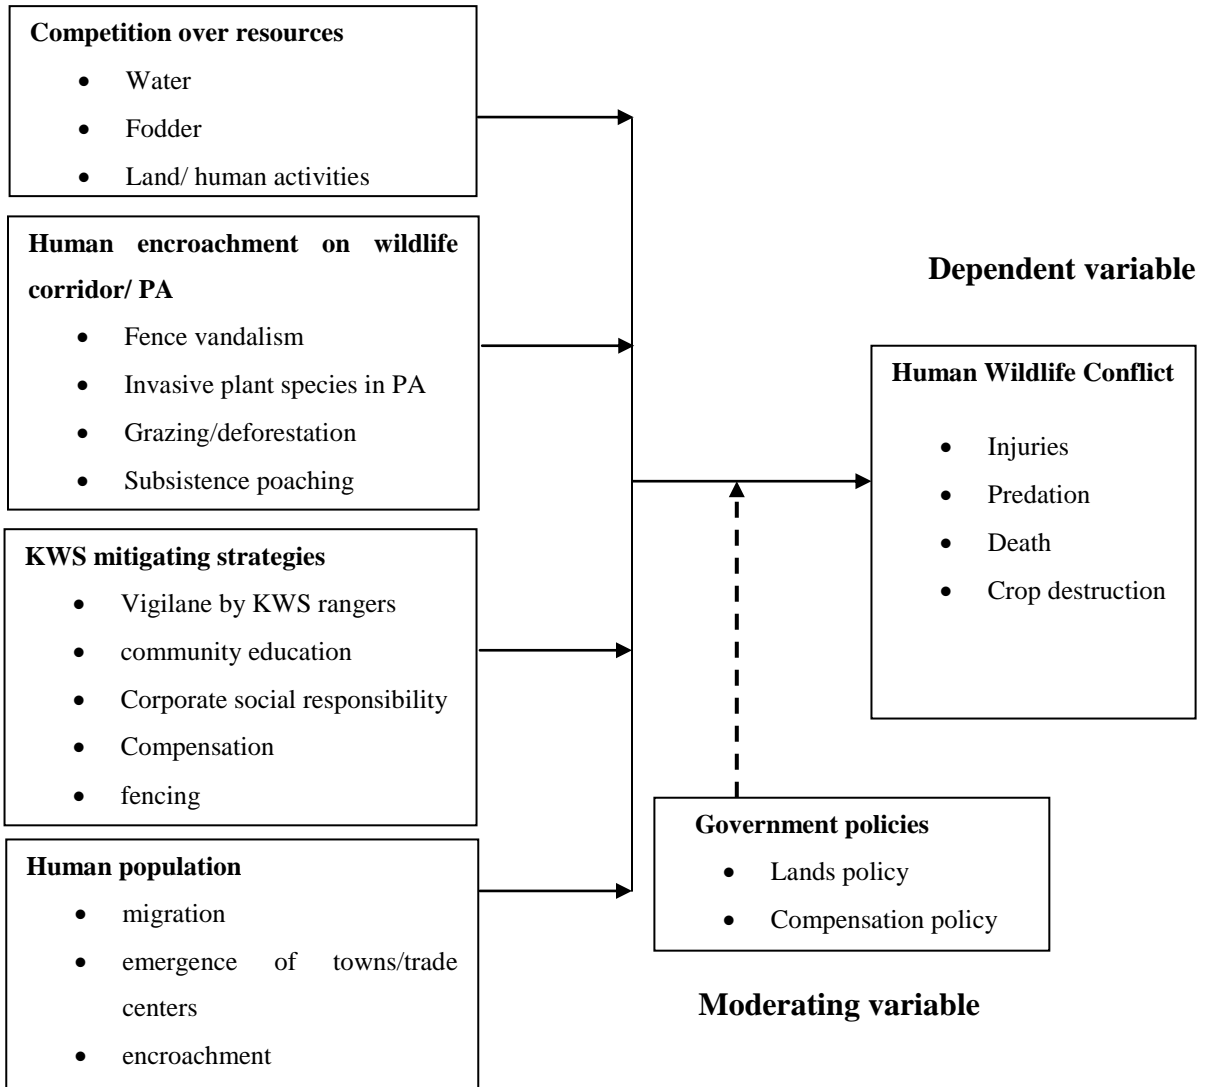 Competition over resources
• Water
• Fodder
• Land/ human activities
Human encroachment on wildlife
corridor/ PA
• Fence vandalism
• Invasive plant species in PA
• Grazing/deforestation
• Subsistence poaching
KWS mitigating strategies
• Vigilane by KWS rangers
• community education
• Corporate social responsibility
• Compensation
• fencing
Human population
• migration
• emergence of towns/trade
centers
• encroachment
Dependent variable
Human Wildlife Conflict
• Injuries
• Predation
• Death
• Crop destruction
Government policies
• Lands policy
• Compensation policy
Moderating variable